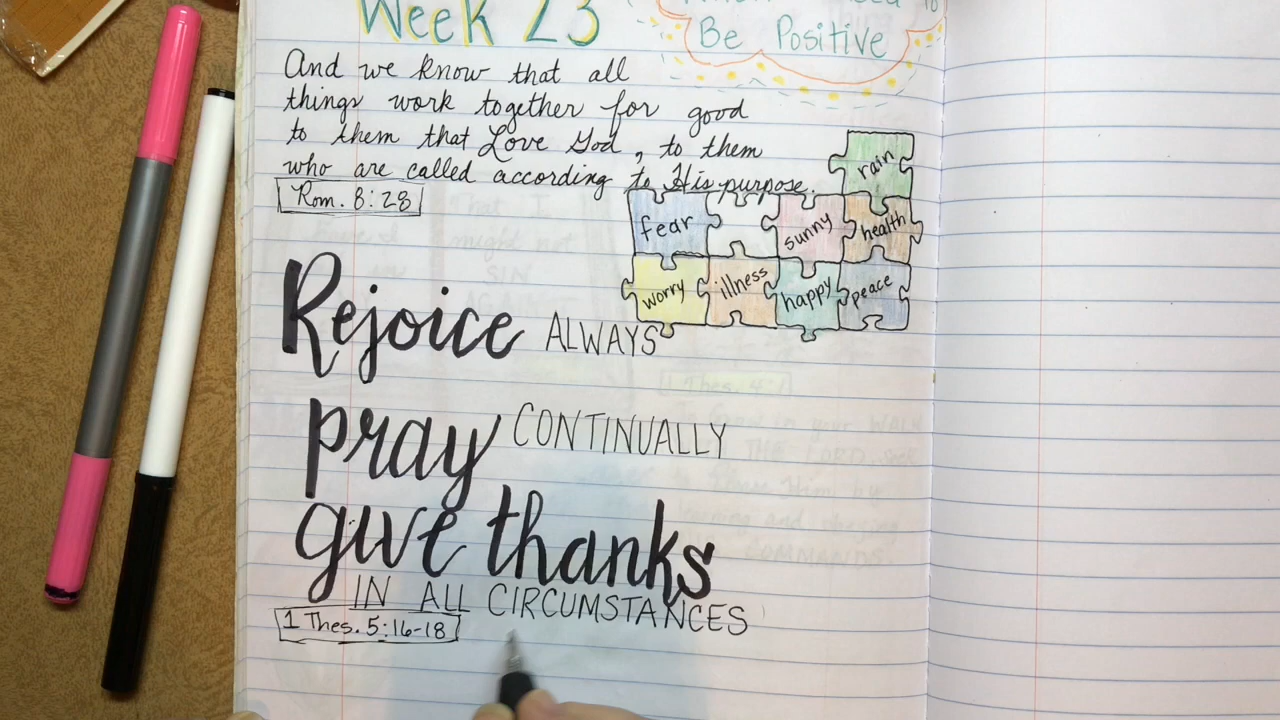 Week 23
Be Positive
And we know that all
things work together for good
to them that Love God, to them
who are called according to His purpose.
Rom. 8:28
rain
fear
sunny
health
worry
illness
happy
peace
Rejoice ALWAYS
pray CONTINUALLY
give thanks
IN ALL CIRCUMSTANCES
1 Thes. 5:16-18